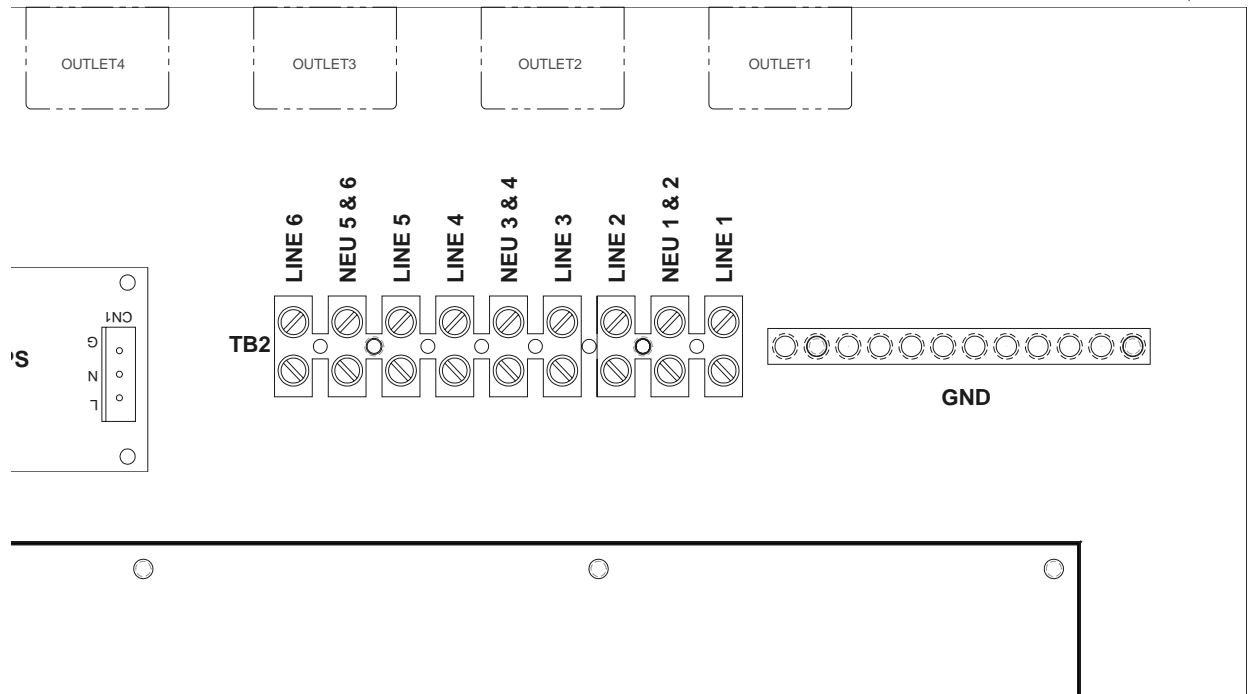 OUTLET4
OUTLET3
OUTLET2
OUTLET1
LINE 6
NEU 5 & 6
LINE 5
LINE 4
NEU 3 & 4
LINE 3
LINE 2
NEU 1 & 2
LINE 1
CN1
G
N
L
TB2
GND